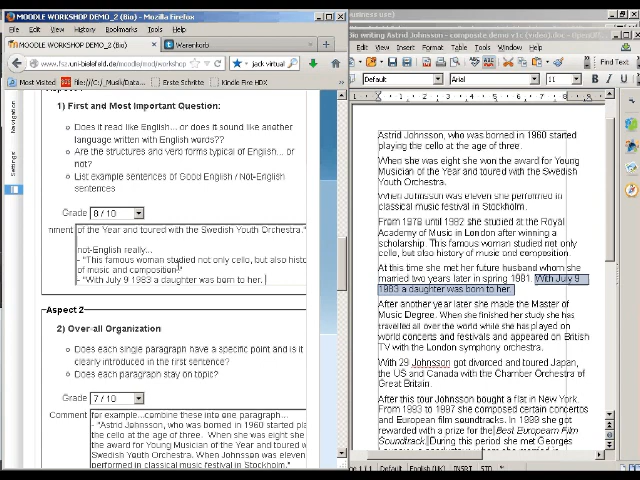 MOODLE WORKSHOP DEMO_2 (Bio) - Mozilla Firefox
File Edit View History Bookmarks Tools Help
MOODLE WORKSHOP DEMO_2 (Bio)
Warenkorb
jack virtual
Most Visited
Erste Schritte
Kindle Fire HDX
Navigation
Settings
1) First and Most Important Question:
Does it read like English... or does it sound like another
language written with English words??
Are the structures and verb forms typical of English... or
not?
List example sentences of Good English / Not-English
sentences
Grade 8 / 10
of the Year and toured with the Swedish Youth Orchestra."
not-English really...
- "This famous woman studied not only cello, but also histo
of music and composition"
- "With July 9 1983 a daughter was born to her.
Aspect 2
2) Over-all Organization
Does each single paragraph have a specific point and is it
clearly introduced in the first sentence?
Does each paragraph stay on topic?
Grade 7 / 10
Comment
for example...combine these into one paragraph...
- "Astrid Johnsson, who was borned in 1960 started
the cello at the age of three. When she was eight she
award for Young Musician of the Year and toured with
Swedish Youth Orchestra. When Johnsson was eleven she
performed in classical music festival in Stockholm."
Edit View Insert Format Table Tools Window Help
Find Text
Default
Arial
11
Astrid Johnsson, who was borned in 1960 started
playing the cello at the age of three.
When she was eight she won the award for Young
Musician of the Year and toured with the Swedish
Youth Orchestra.
When Johnsson was eleven she performed in
classical music festival in Stockholm.
From 1978 until 1982 she studied at the Royal
Academy of Music in London after winning a
scholarship. This famous woman studied not only
cello, but also history of music and composition.
At this time she met her future husband whom she
married two years later in spring 1981. With July 9
1983 a daughter was born to her.
After another year later she made the Master of
Music Degree. When she finished her study she has
travelled all over the world while she has played on
world concerts and festivals and appeared on British
TV with the London symphony orchestra.
With 29 Johnsson got divorced and toured Japan,
the US and Canada with the Chamber Orchestra of
Great Britain.
After this tour Johnsson bought a flat in New York.
From 1993 to 1997 she composed certain concertos
and European film soundtracks. In 1999 she got
rewarded with a prize for the Best European Film
Soundtrack. During this period she met Georges
Default
English (UK)
INSRT
STD